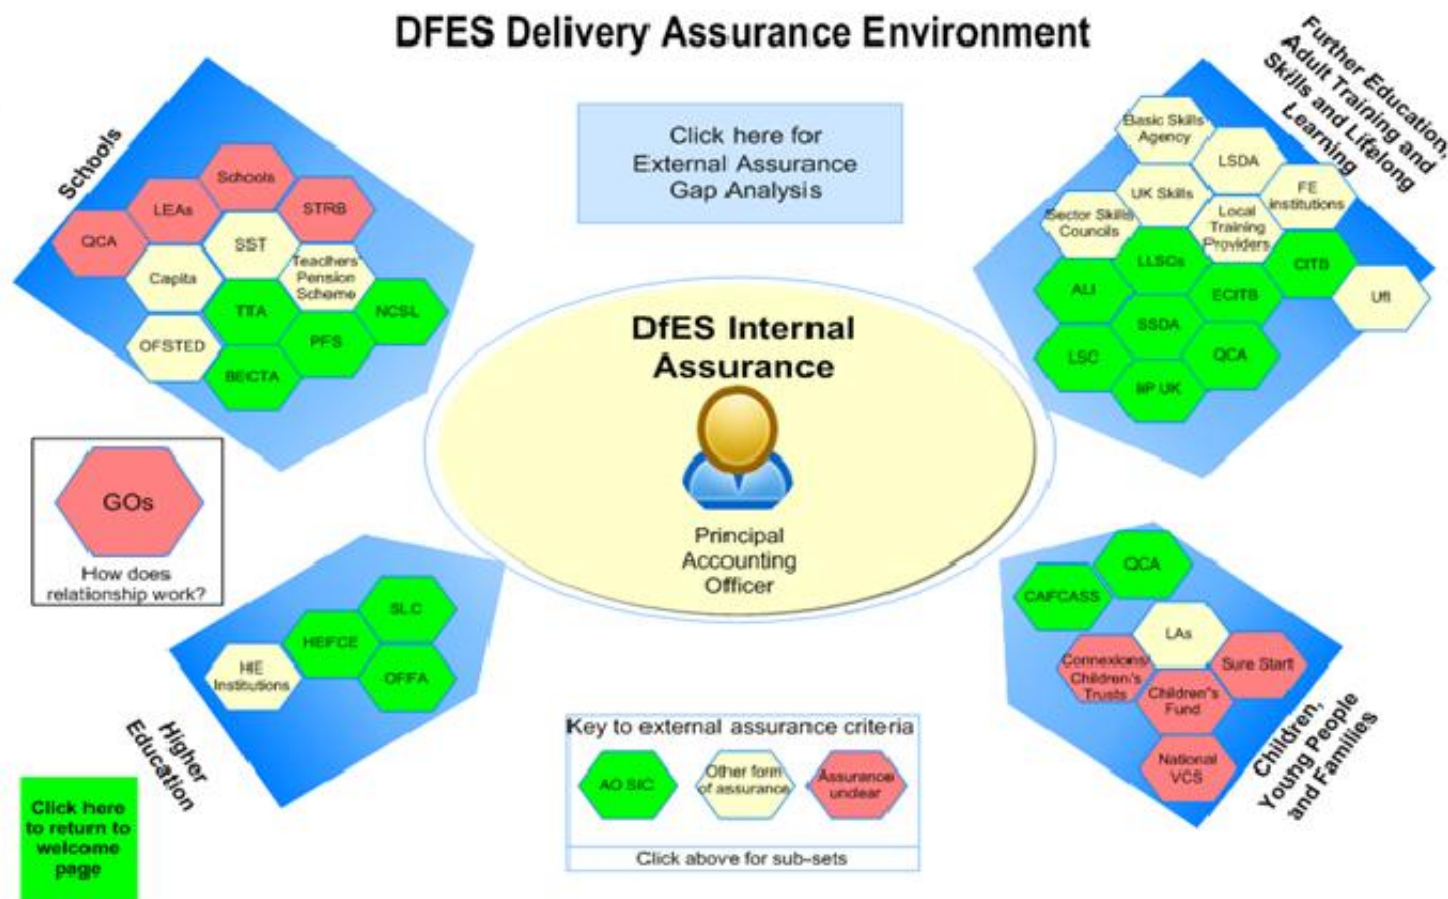 DFES Delivery Assurance Environment
Schools
Schools
LEAs
STRB
QCA
SST
Capita
Teachers'
Pension
Scheme
TTA
NCSL
OFSTED
PFS
BECTA
Click here for
External Assurance
Gap Analysis
Further Education,
Adult Training and
Skills and Lifelong
Learning
Basic Skills
Agency
LSDA
UK Skills
FE
institutions
Sector Skills
Councils
Local
Training
Providers
LLSCs
CITB
ALI
ECITB
Ufi
SSDA
LSC
QCA
IiP UK
DfES Internal
Assurance
Principal
Accounting
Officer
GOs
How does
relationship work?
SLC
HEFCE
HE
Institutions
OFFA
Higher
Education
QCA
CAFCASS
LAs
Connexions/
Children's
Trusts
Sure Start
Children"s
Fund
National
VCS
Children,
Young People
and Families
Key to external assurance criteria
AO SIC
Other form
of assurance
Assurance
unclear
Click above for sub-sets
Click here
to return to
welcome
page